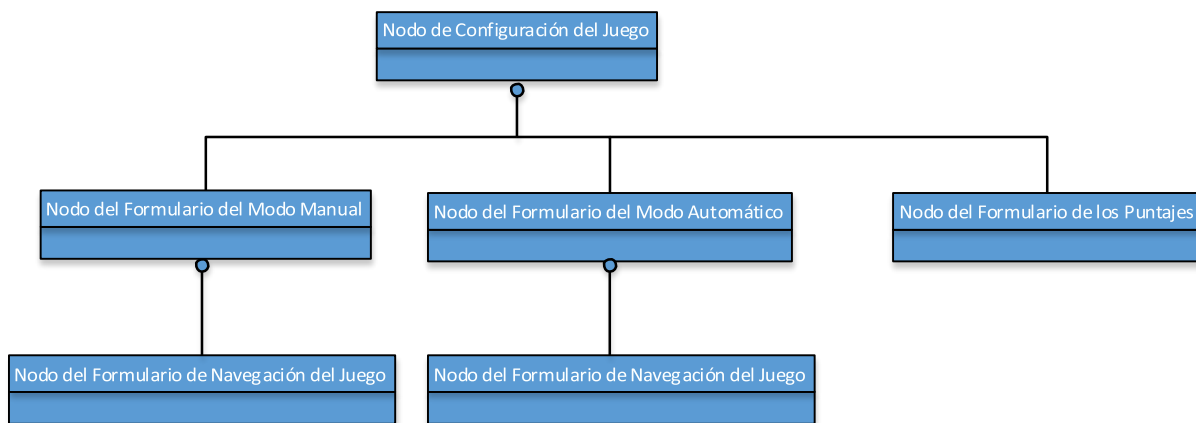 Nodo de Configuración del Juego
Nodo del Formulario del Modo Manual
Nodo del Formulario del Modo Automático
Nodo del Formulario de los Puntajes
Nodo del Formulario de Navegación del Juego
Nodo del Formulario de Navegación del Juego